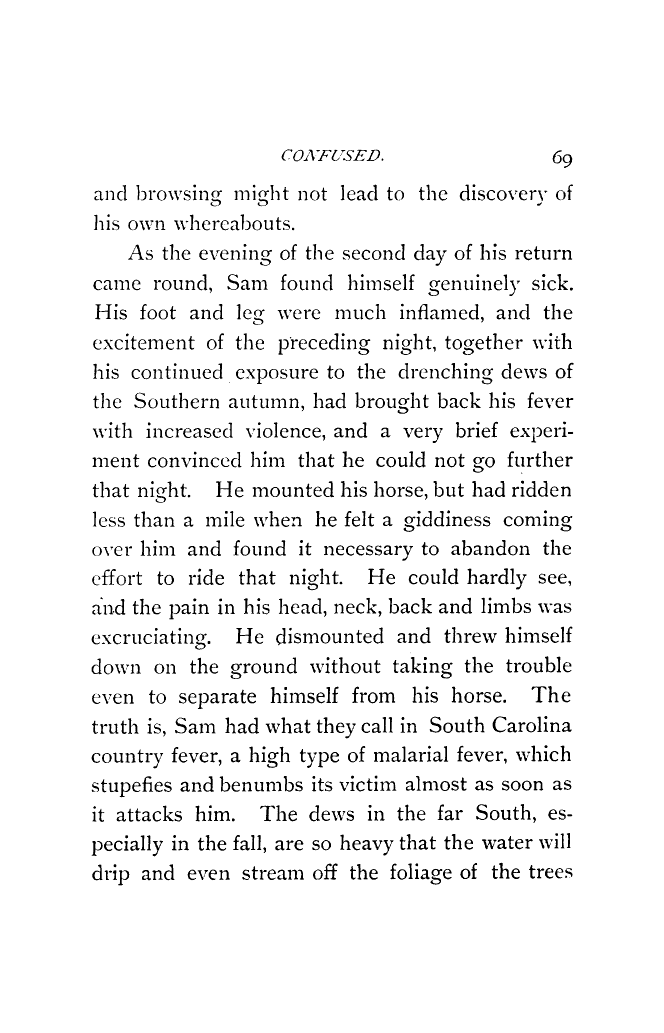 CONFUSED. 69
and browsing might not lead to the discovery of
his own whereabouts.
As the evening of the second day of his return
came round, Sam found himself genuinely sick.
His foot and leg were much inflamed, and the
excitement of the preceding night, together with
his continued exposure to the drenching dews of
the Southern autumn, had brought back his fever
with increased violence, and a very brief experi-
ment convinced him that he could not go further
that night. He mounted his horse, but had ridden
less than a mile when he felt a giddiness coming
over him and found it necessary to abandon the
effort to ride that night. He could hardly see,
and the pain in his head, neck, back and limbs was
excruciating. He dismounted and threw himself
down on the ground without taking the trouble
even to separate himself from his horse. The
truth is, Sam had what they call in South Carolina
country fever, a high type of malarial fever, which
stupefies and benumbs its victim almost as soon as
it attacks him. The dews in the far South, es-
pecially in the fall, are so heavy that the water will
drip and even stream off the foliage of the trees